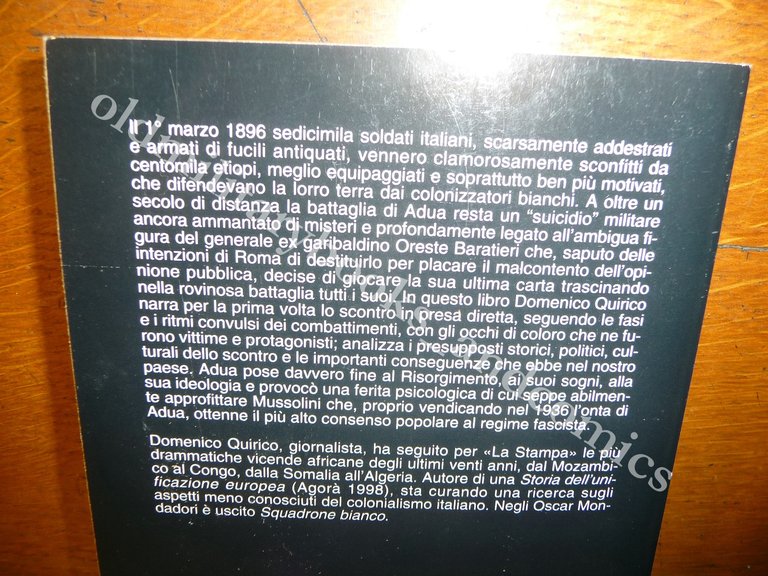 Il 1° marzo 1896 sedicimila soldati italiani, scarsamente addestrati
e armati di fucili antiquati, vennero clamorosamente sconfitti da
centomila etiopi, meglio equipaggiati e soprattutto ben più motivati,
che difendevano la lorro terra dai colonizzatori bianchi. A oltre un
secolo di distanza la battaglia di Adua resta un "suicidio" militare
ancora ammantato di misteri e profondamente legato all'ambigua fi-
gura del generale ex garibaldino Oreste Baratieri che, saputo delle
intenzioni di Roma di destituirlo per placare il malcontento dell'opi-
nione pubblica, decise di giocare la sua ultima carta trascinando
nella rovinosa battaglia tutti i suoi. In questo libro Domenico Quirico
narra per la prima volta lo scontro in presa diretta, seguendo le fasi
e i ritmi convulsi dei combattimenti, con gli occhi di coloro che ne fu-
rono vittime e protagonisti; analizza i presupposti storici, politici, cul-
turali dello scontro e le importanti conseguenze che ebbe nel nostro
paese. Adua pose davvero fine al Risorgimento, ai suoi sogni, alla
sua ideologia e provocò una ferita psicologica di cui seppe abilmen-
te approfittare Mussolini che, proprio vendicando nel 1936 l'onta di
Adua, ottenne il più alto consenso popolare al regime fascista.
Domenico Quirico, giornalista, ha seguito per «La Stampa» le più
drammatiche vicende africane degli ultimi venti anni, dal Mozambi-
co al Congo, dalla Somalia all'Algeria. Autore di una Storia dell'uni-
ficazione europea (Agorà 1998), sta curando una ricerca sugli
aspetti meno conosciuti del colonialismo italiano. Negli Oscar Mon-
dadori è uscito Squadrone bianco.
oldmilitarybooks_andcomics